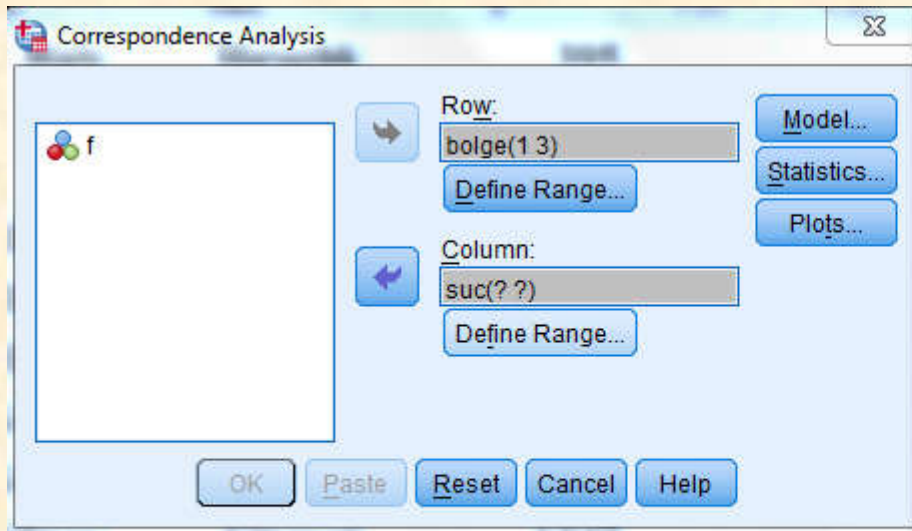 Correspondence Analysis
f
Row:
bolge(1 3)
Define Range...
Column:
suc(? ?)
Define Range...
Model...
Statistics...
Plots...
OK Paste Reset Cancel Help